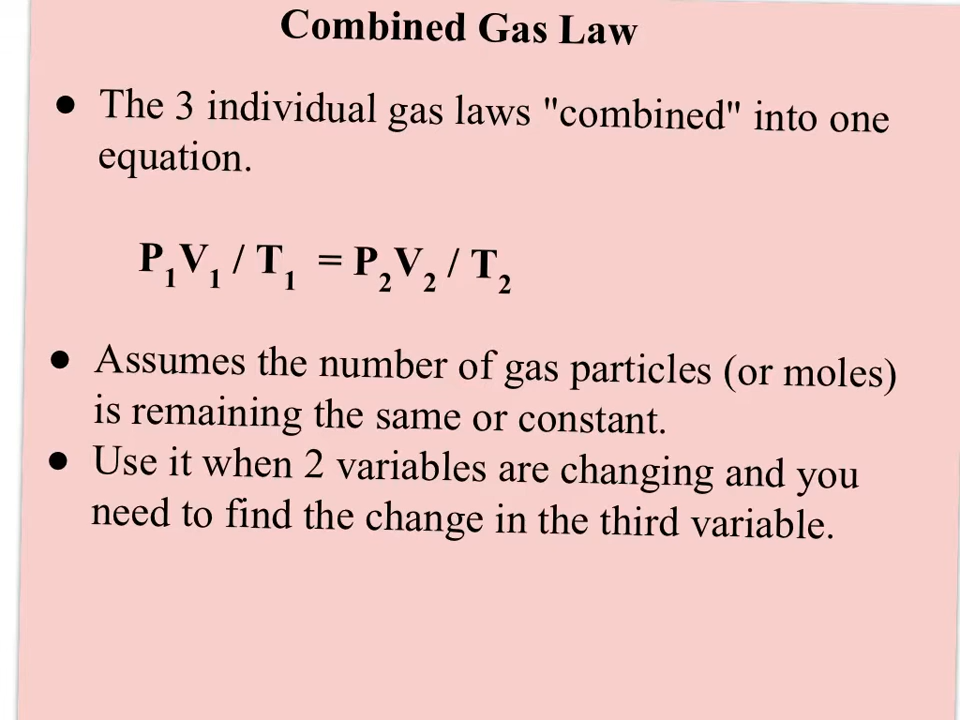 Combined Gas Law
● The 3 individual gas laws "combined" into one
equation.
P₁V₁ / T₁ = P₂V₂ / T₂
● Assumes the number of gas particles (or moles)
is remaining the same or constant.
● Use it when 2 variables are changing and you
need to find the change in the third variable.